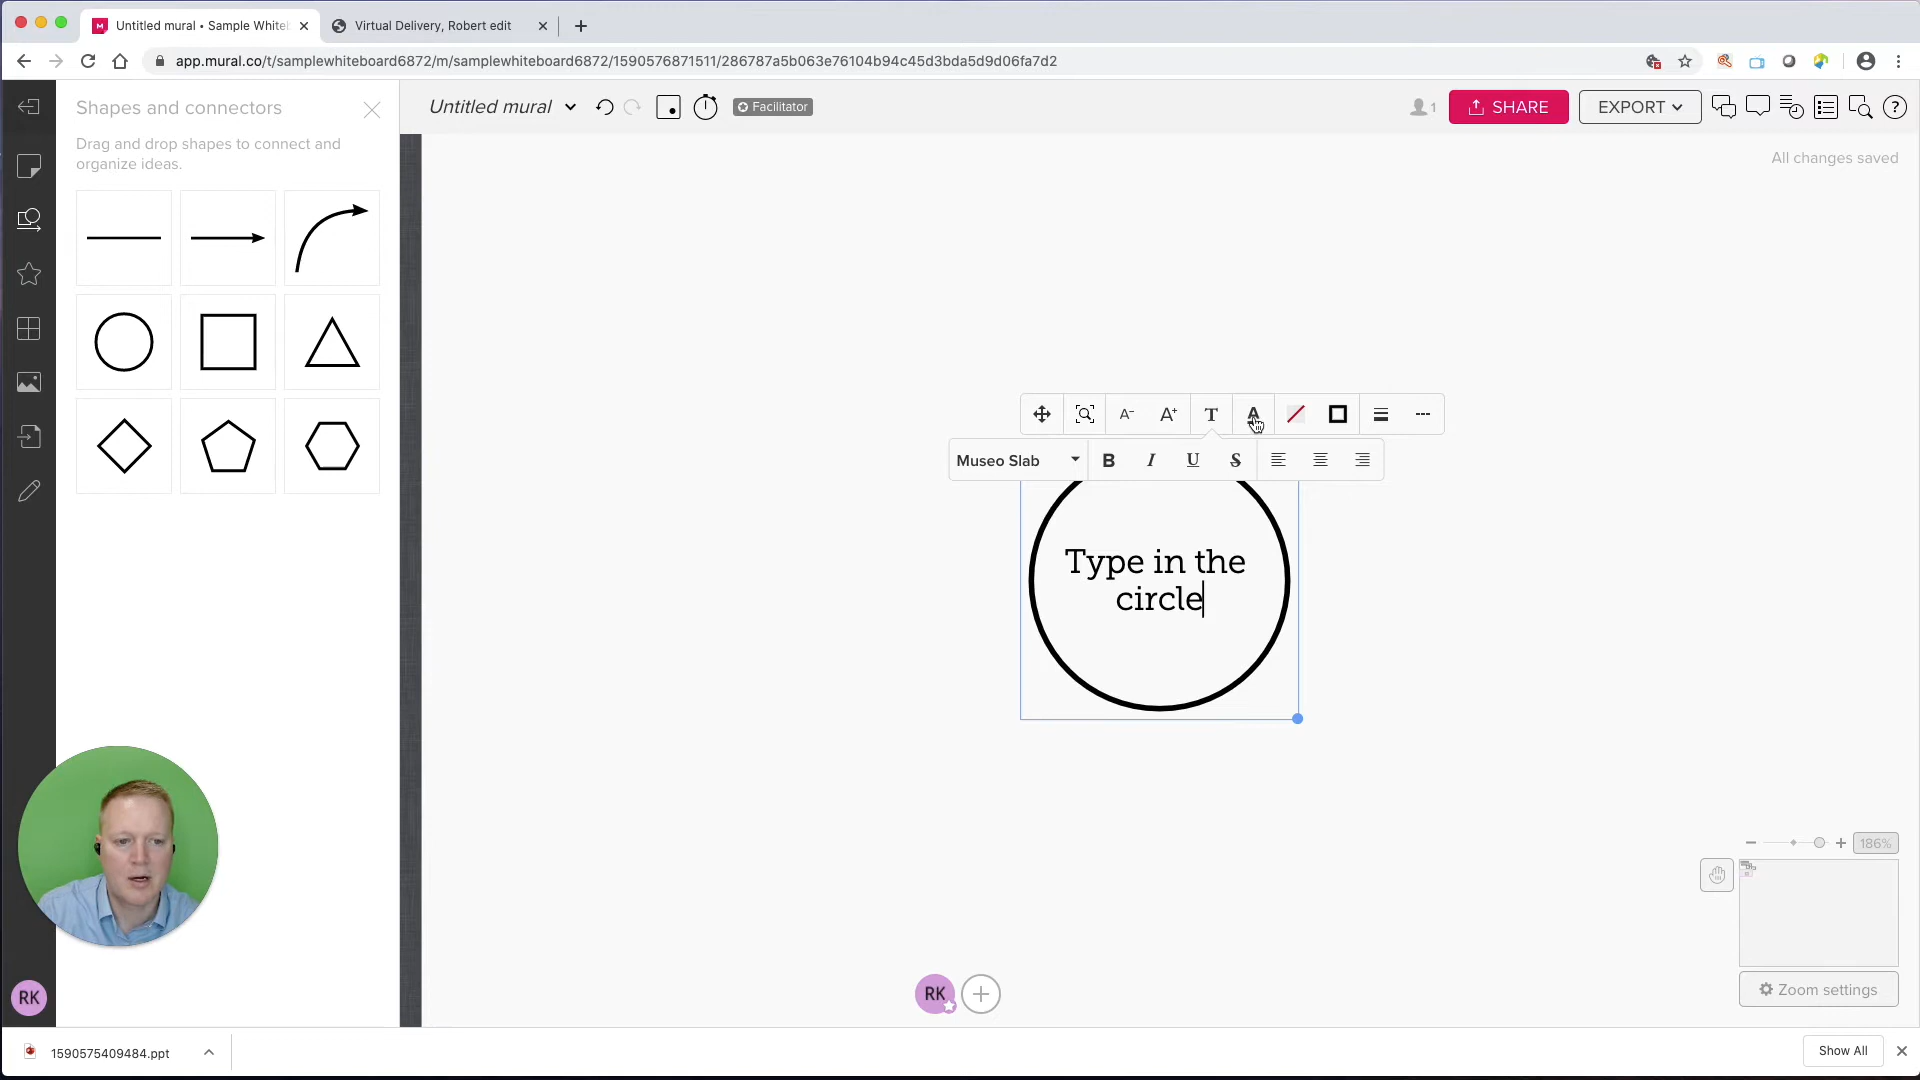 Untitled mural • Sample White
Virtual Delivery, Robert edit
app.mural.co/t/samplewhiteboard6872/m/samplewhiteboard6872/1590576871511/286787a5b063e76104b94c45d3bda5d9d06fa7d2
Shapes and connectors
Drag and drop shapes to connect and
organize ideas.
Untitled mural
Facilitator
1
SHARE
EXPORT
?
All changes saved
A-
A+
T
A
Museo Slab
B
I
U
S
Type in the
circle
186%
Zoom settings
RK
RK
1590575409484.ppt
Show All